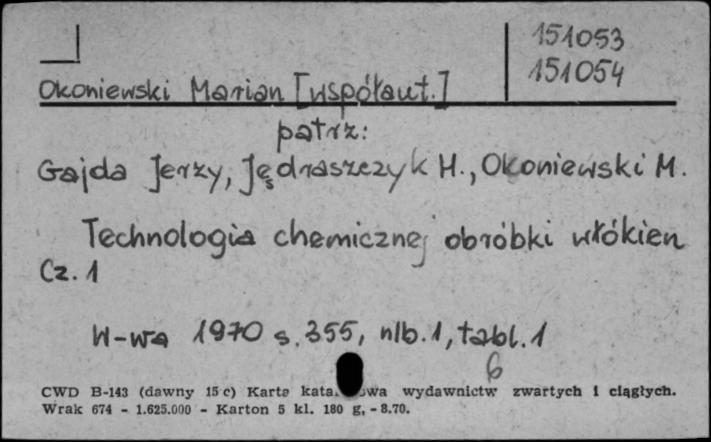 151053
151054
Okoniewski Marian [współaut.]
patrz:
Gajda Jerzy, Jędraszczyk H., Okoniewski M.
Technologia chemicznej obróbki włókien
Cz. 1
W-wa 1970 s. 355, nlb. 1, tabl. 1
6
CWD B-143 (dawny 15 c) Karta wydawnictw zwartych i ciągłych.
Wrak 674 - 1.625.000 - Karton 5 kl. 180 g, - 8.70.